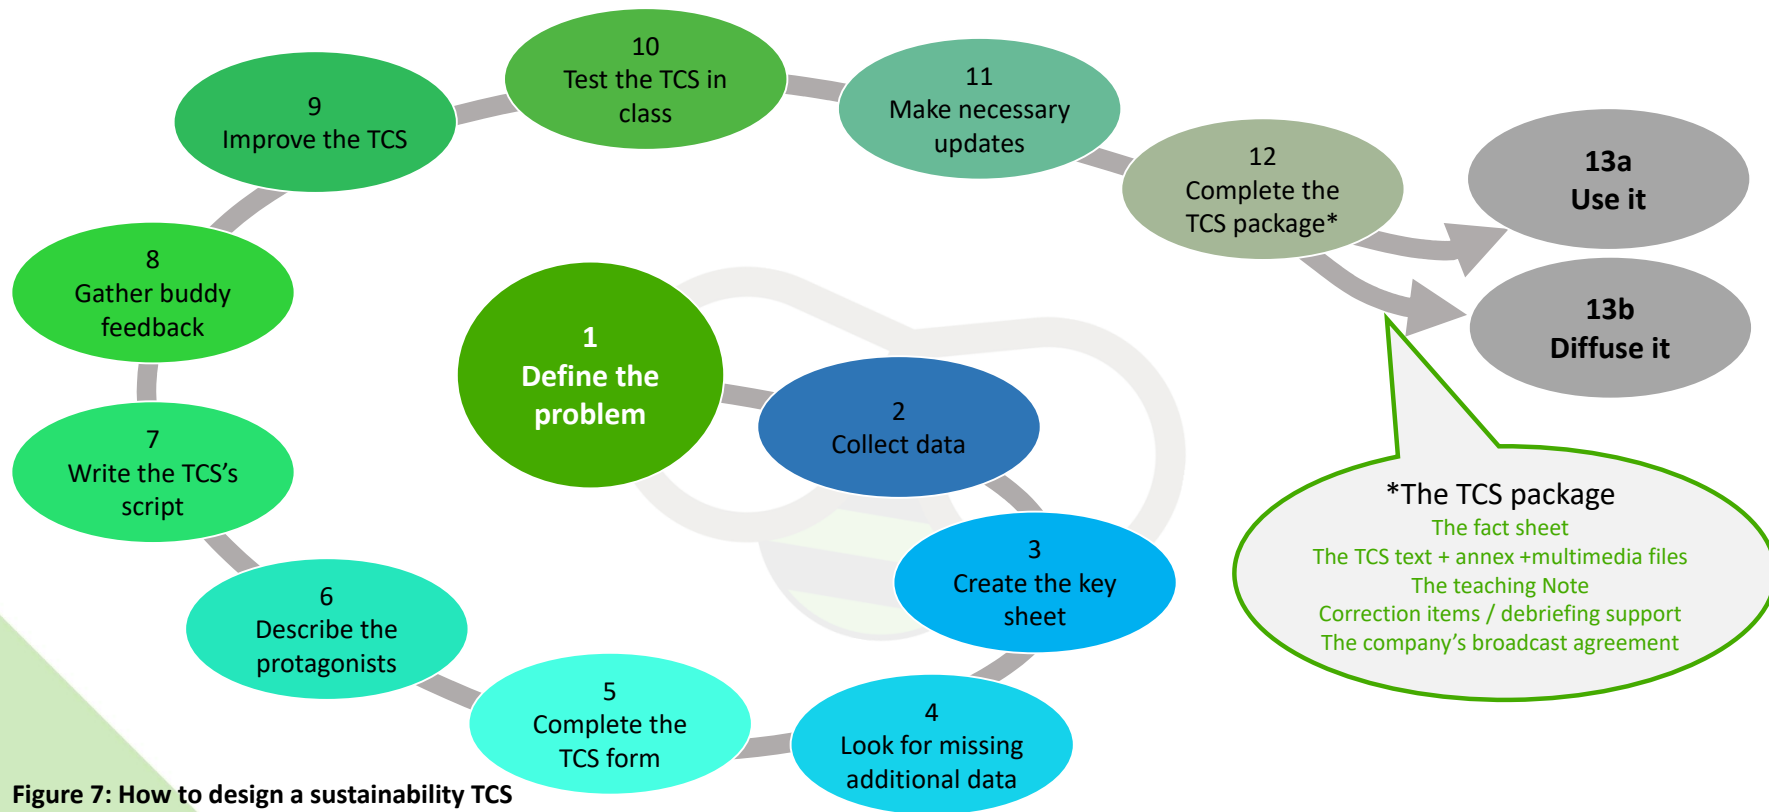 1
Define the
problem
2
Collect data
3
Create the key
sheet
4
Look for missing
additional data
5
Complete the
TCS form
6
Describe the
protagonists
7
Write the TCS’s
script
8
Gather buddy
feedback
9
Improve the TCS
10
Test the TCS in
class
11
Make necessary
updates
12
Complete the
TCS package*
13a
Use it
13b
Diffuse it
*The TCS package
The fact sheet
The TCS text + annex +multimedia files
The teaching Note
Correction items / debriefing support
The company’s broadcast agreement
Figure 7: How to design a sustainability TCS